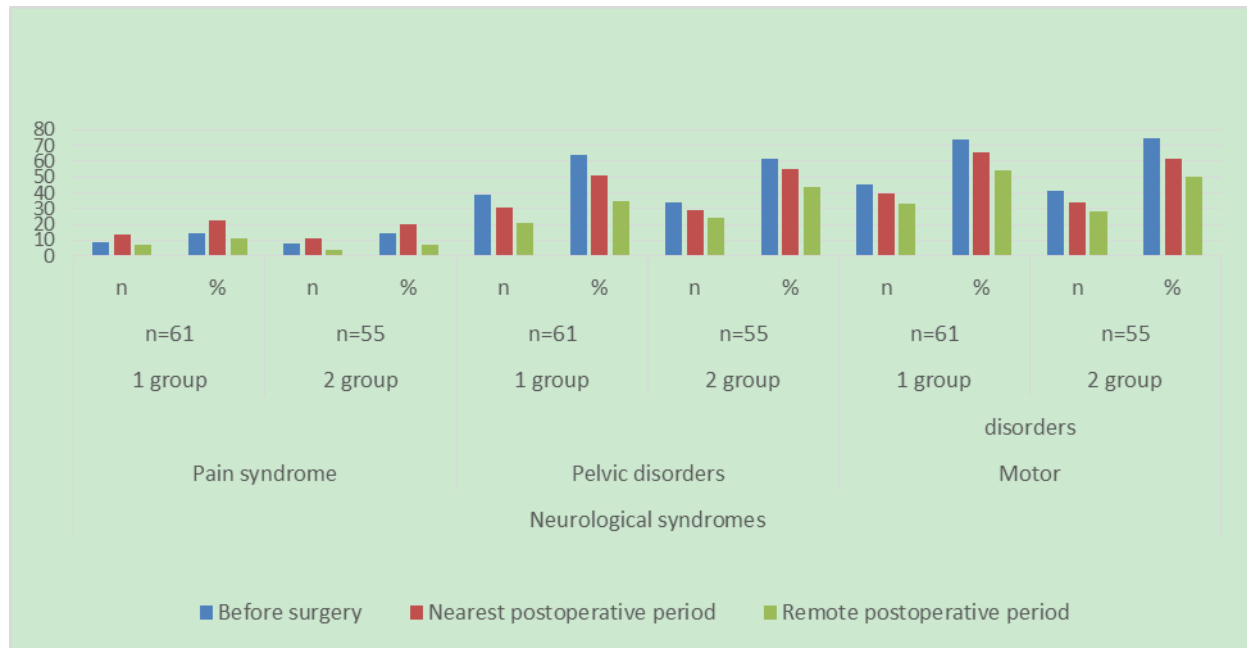 80
70
60
50
40
30
20
10
0
n % n % n % n % n % n %
n=61 n=55 n=61 n=55 n=61 n=55
1 group 2 group 1 group 2 group 1 group 2 group
disorders
Pain syndrome Pelvic disorders Motor
Neurological syndromes
Before surgery Nearest postoperative period Remote postoperative period